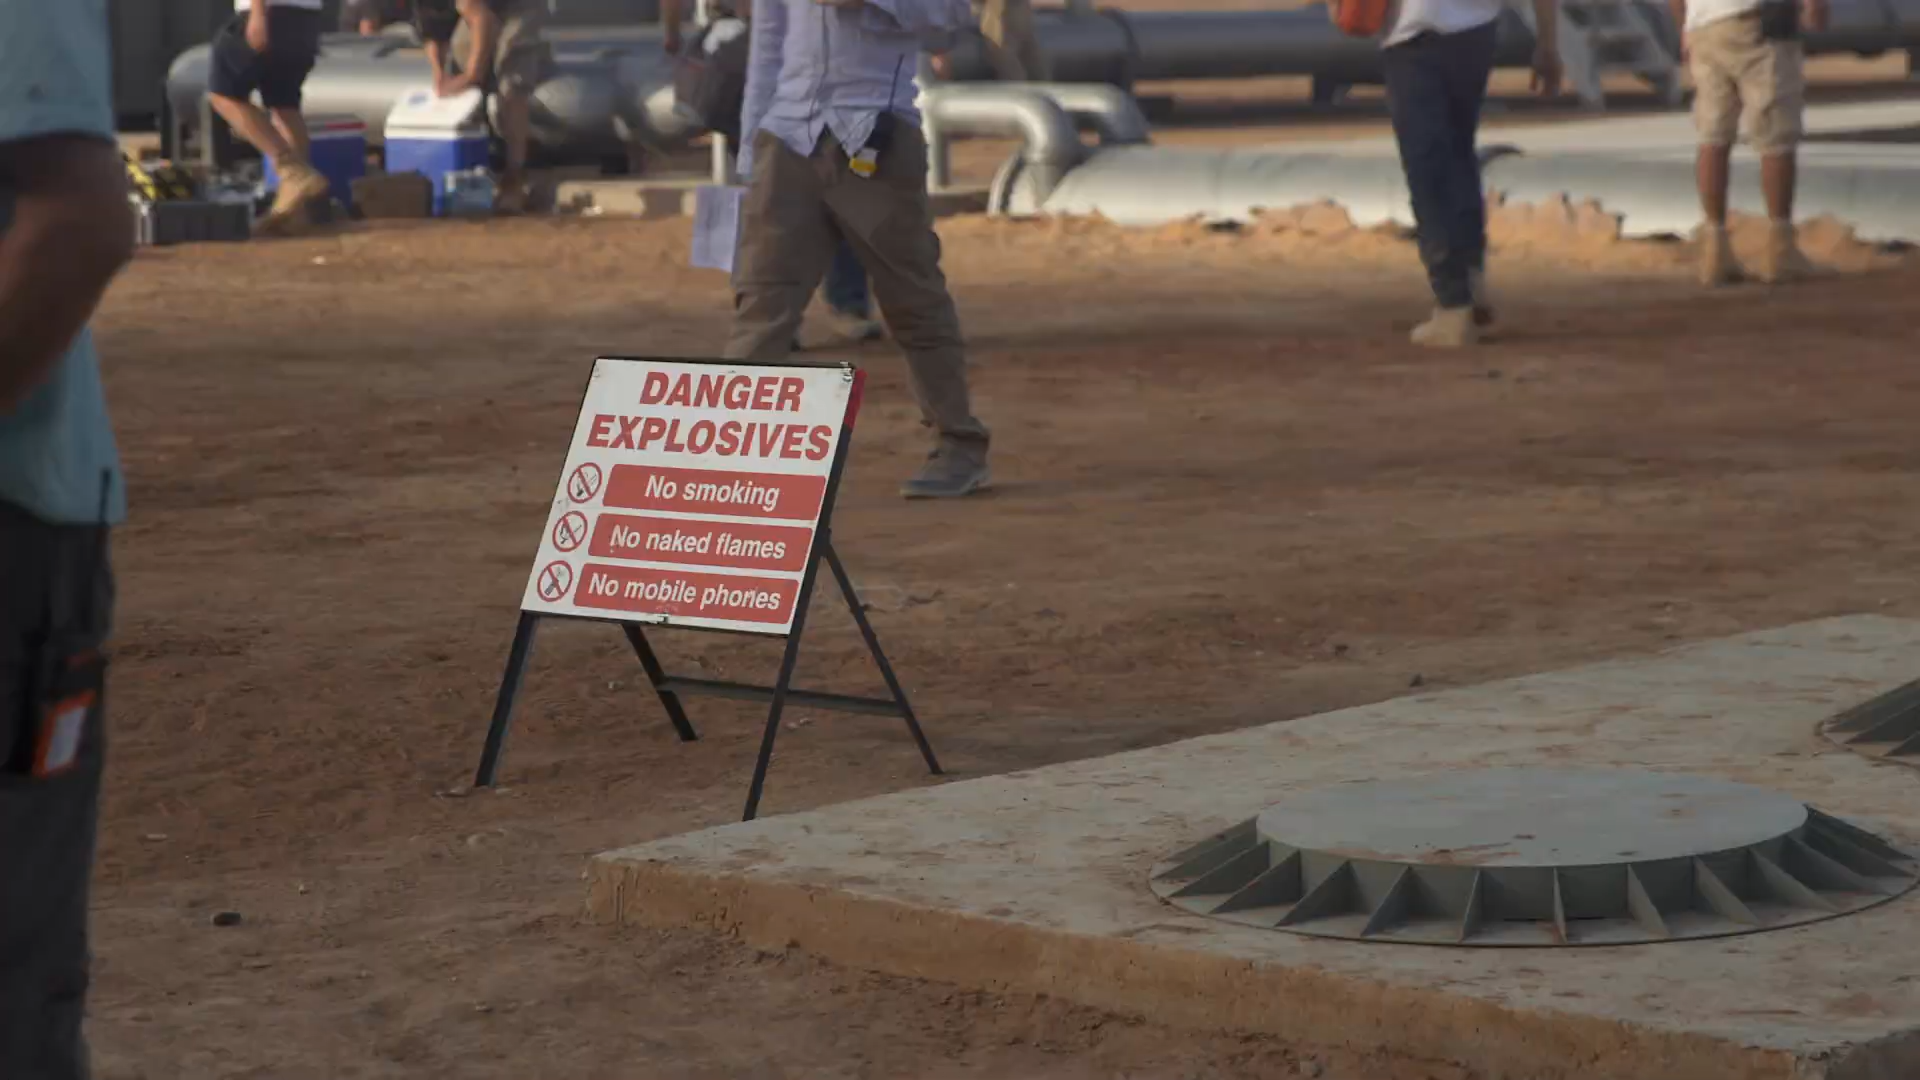 DANGER
EXPLOSIVES
No smoking
No naked flames
No mobile phones